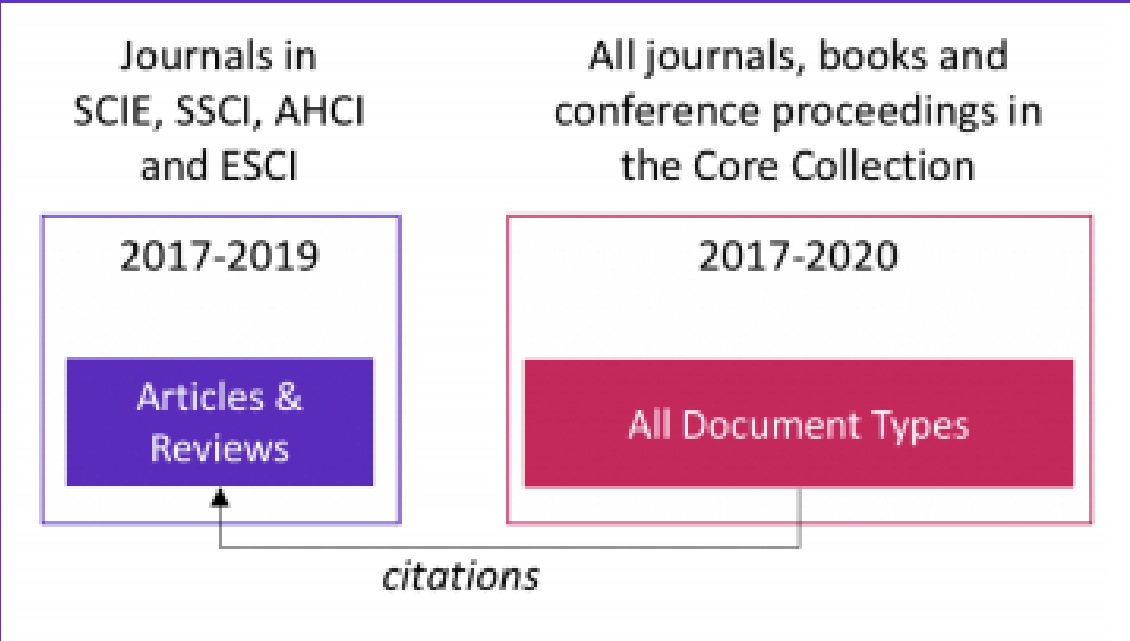 Journals in
SCIE, SSCI, AHCI
and ESCI
2017-2019
Articles &
Reviews
All journals, books and
conference proceedings in
the Core Collection
2017-2020
All Document Types
citations